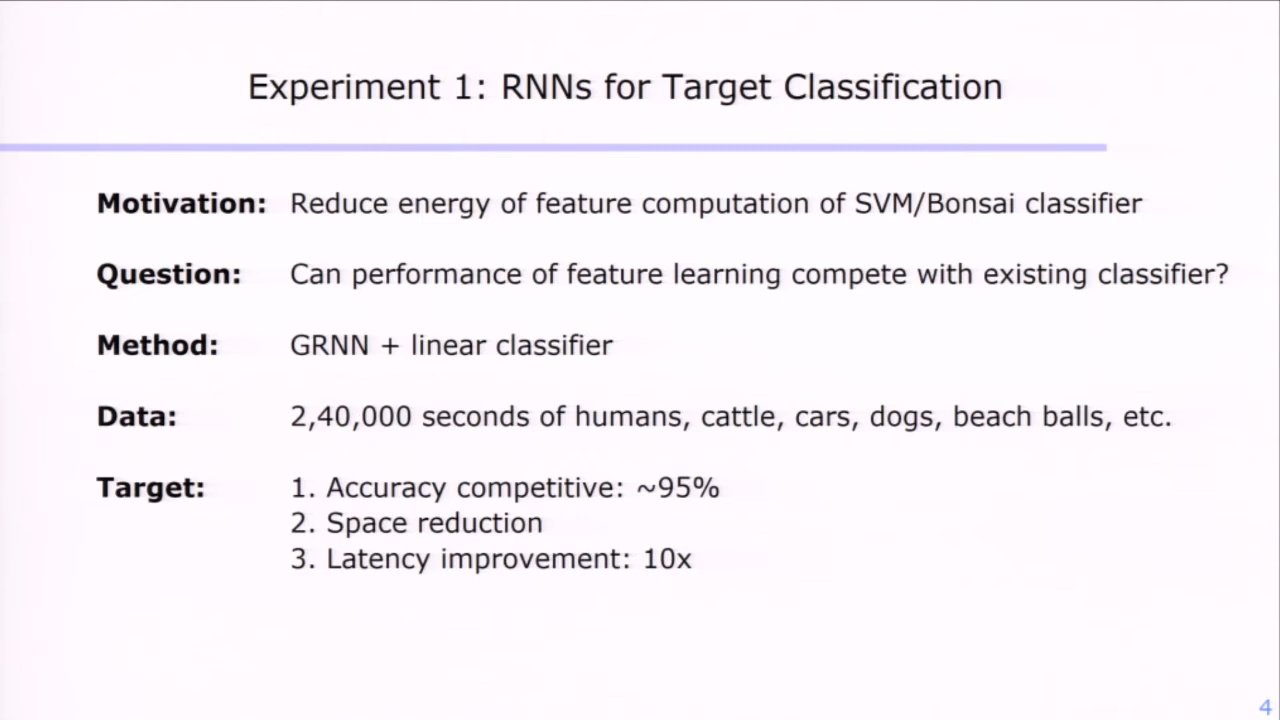 Experiment 1: RNNs for Target Classification
Motivation: Reduce energy of feature computation of SVM/Bonsai classifier
Question: Can performance of feature learning compete with existing classifier?
Method: GRNN + linear classifier
Data: 2,40,000 seconds of humans, cattle, cars, dogs, beach balls, etc.
Target: 1. Accuracy competitive: ~95%
2. Space reduction
3. Latency improvement: 10x
4